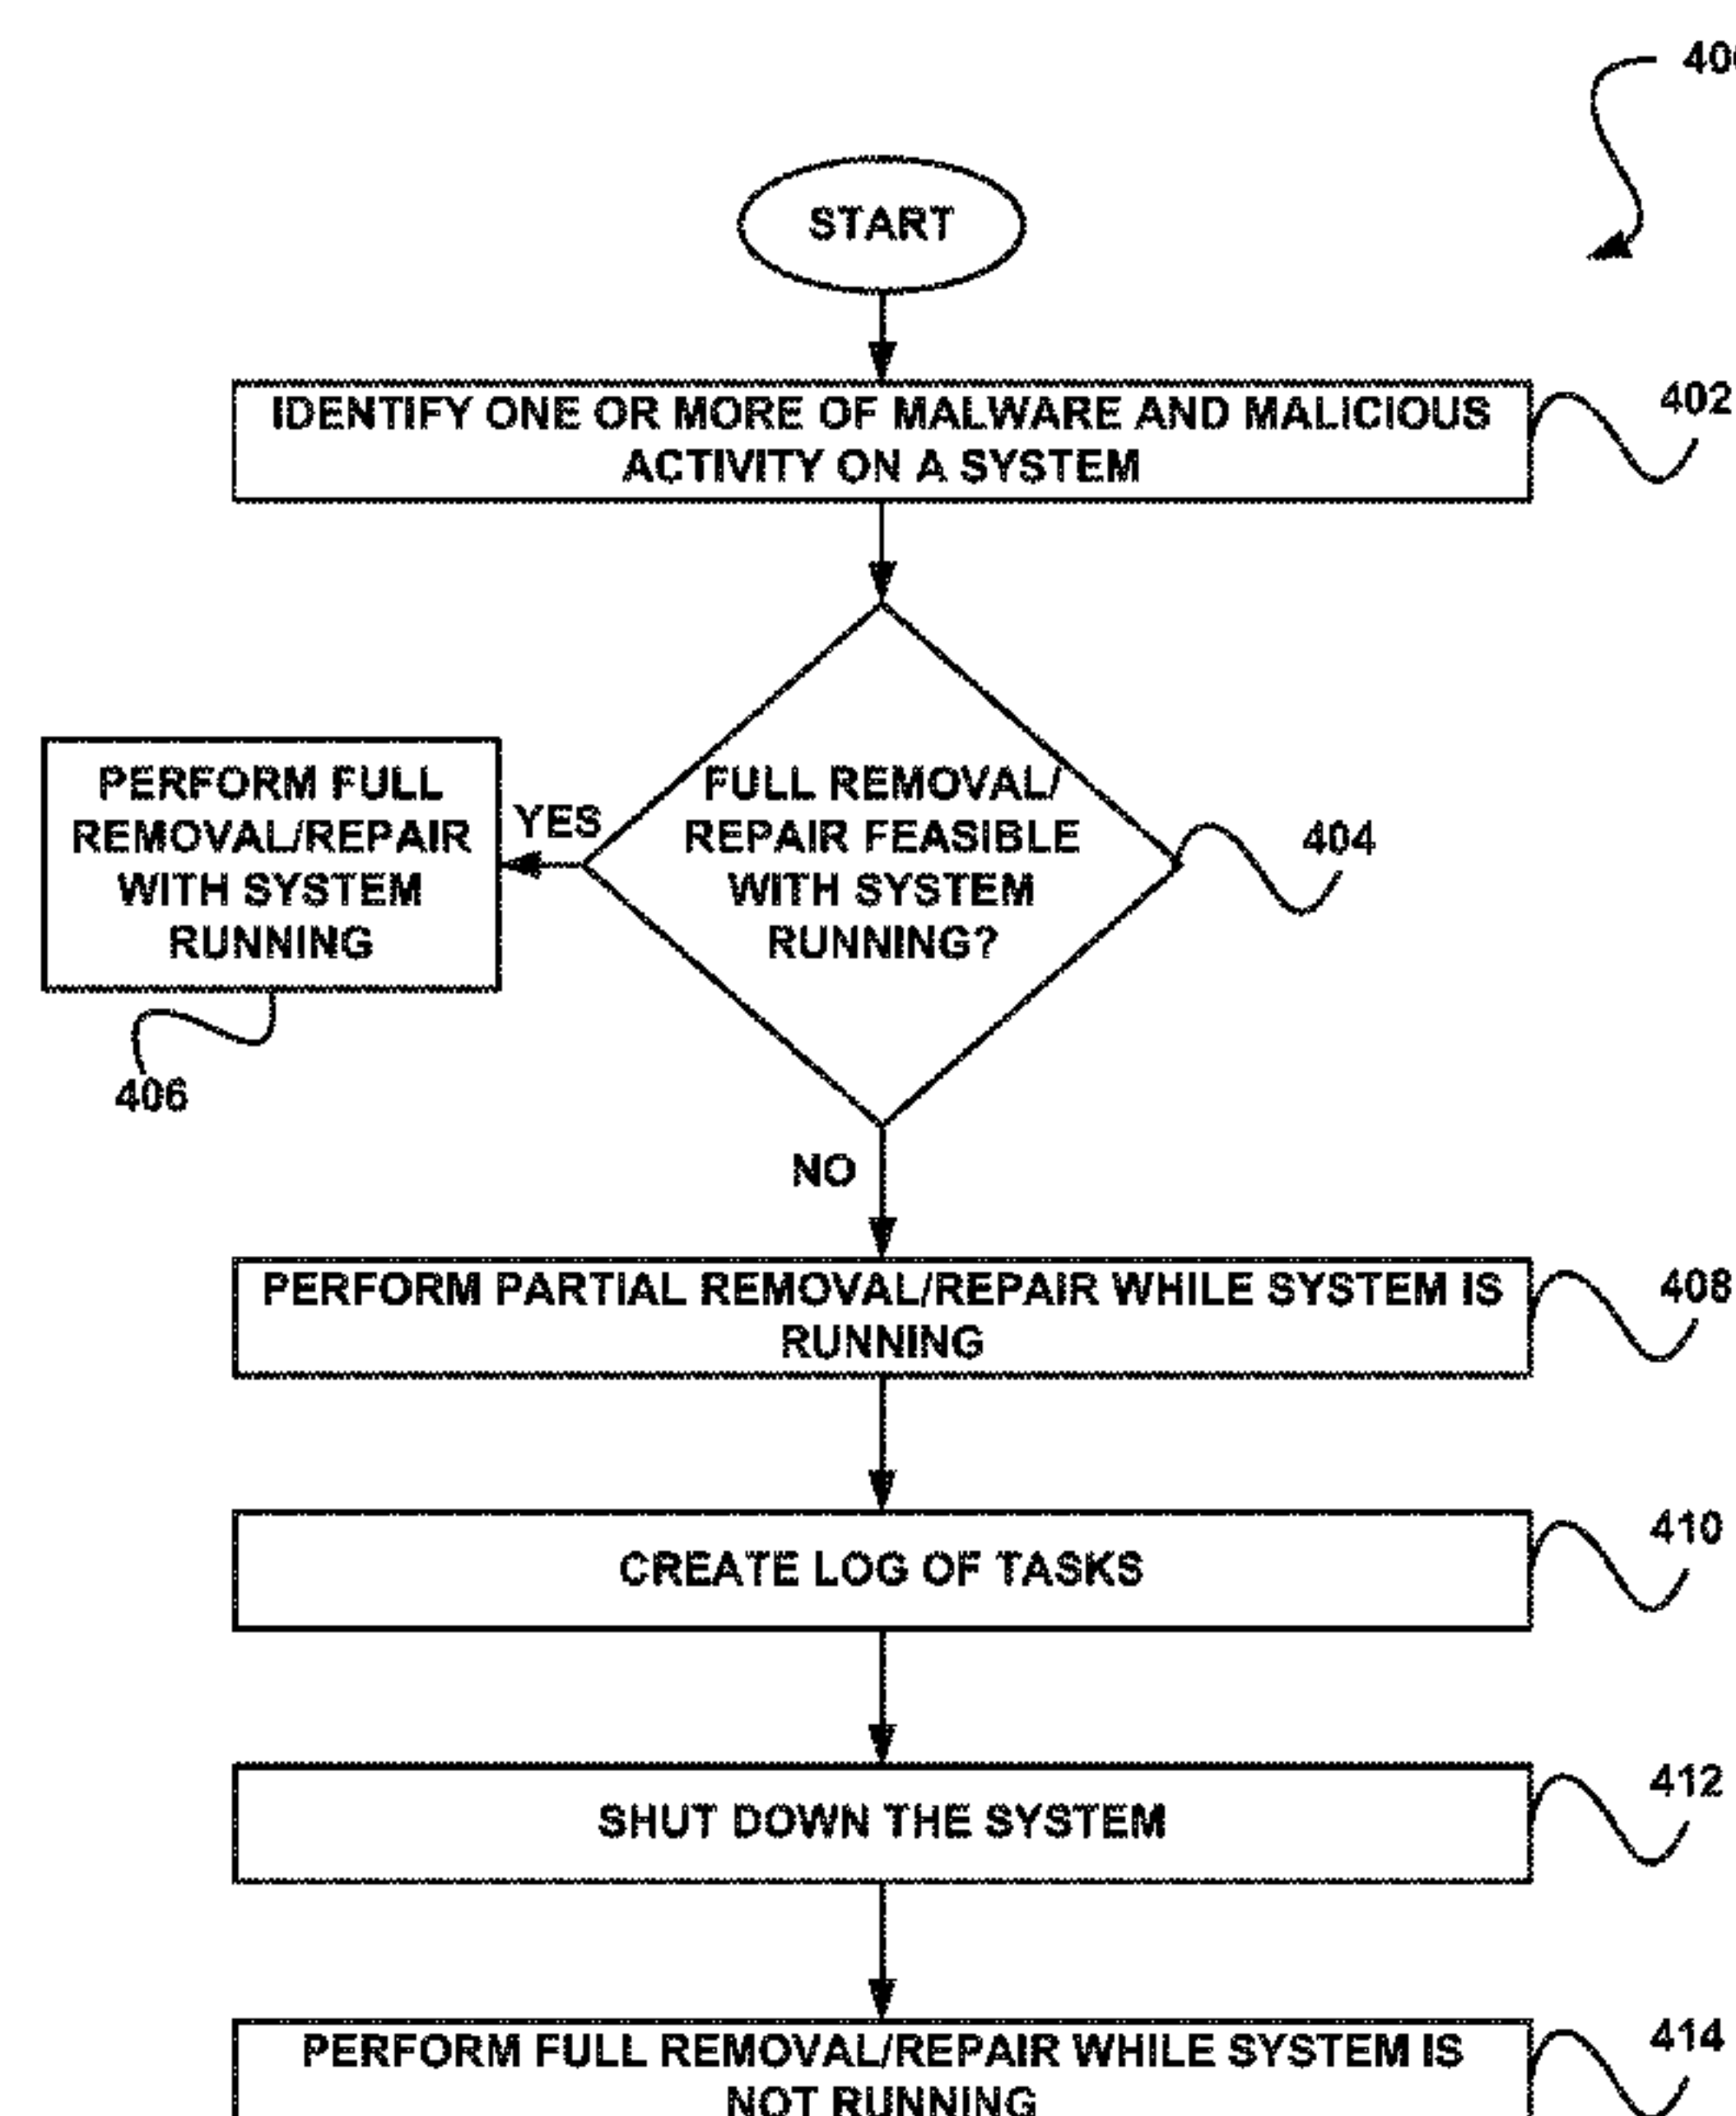 START
IDENTIFY ONE OR MORE OF MALWARE AND MALICIOUS
ACTIVITY ON A SYSTEM
402
FULL REMOVAL/
REPAIR FEASIBLE
WITH SYSTEM
RUNNING?
404
YES
PERFORM FULL
REMOVAL/REPAIR
WITH SYSTEM
RUNNING
406
NO
PERFORM PARTIAL REMOVAL/REPAIR WHILE SYSTEM IS
RUNNING
408
CREATE LOG OF TASKS
410
SHUT DOWN THE SYSTEM
412
PERFORM FULL REMOVAL/REPAIR WHILE SYSTEM IS
NOT RUNNING
414